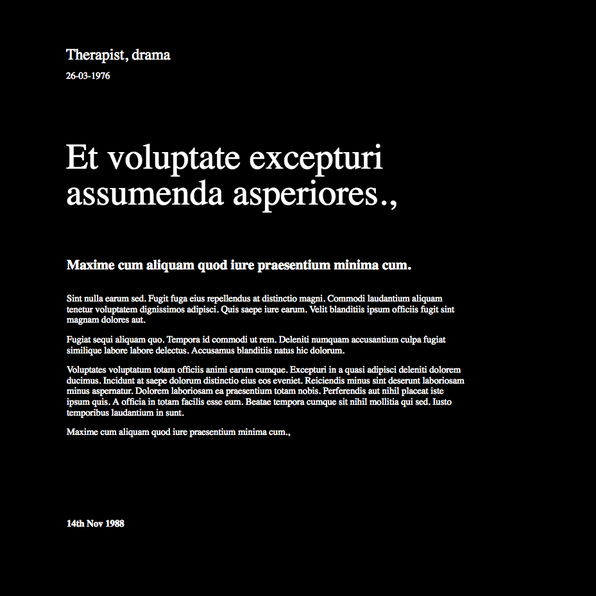 Therapist, drama
26-03-1976
Et voluptate excepturi
assumenda asperiores.,
Maxime cum aliquam quod iure praesentium minima cum.
Sint nulla earum sed. Fugit fuga eius repellendus at distinctio magni. Commodi laudantium aliquam
tenetur voluptatem dignissimos adipisci. Quis saepe iure earum. Velit blanditiis ipsum officiis fugit sint
magnam dolores aut.
Fugiat sequi aliquam quo. Tempora id commodi ut rem. Deleniti numquam accusantium culpa fugiat
similique labore labore delectus. Accusamus blanditiis natus hic dolorum.
Voluptates voluptatum totam officiis animi earum cumque. Excepturi in a quasi adipisci deleniti dolorem
ducimus. Incidunt at saepe dolorum distinctio eius eos eveniet. Reiciendis minus sint deserunt laboriosam
minus aspernatur. Dolorem laboriosam ea praesentium totam nobis. Perferendis aut nihil placeat iste
ipsum quis. A officia in totam facilis esse eum. Beatae tempora cumque sit nihil mollitia qui sed. Iusto
temporibus laudantium in sunt.
Maxime cum aliquam quod iure praesentium minima cum.,
14th Nov 1988